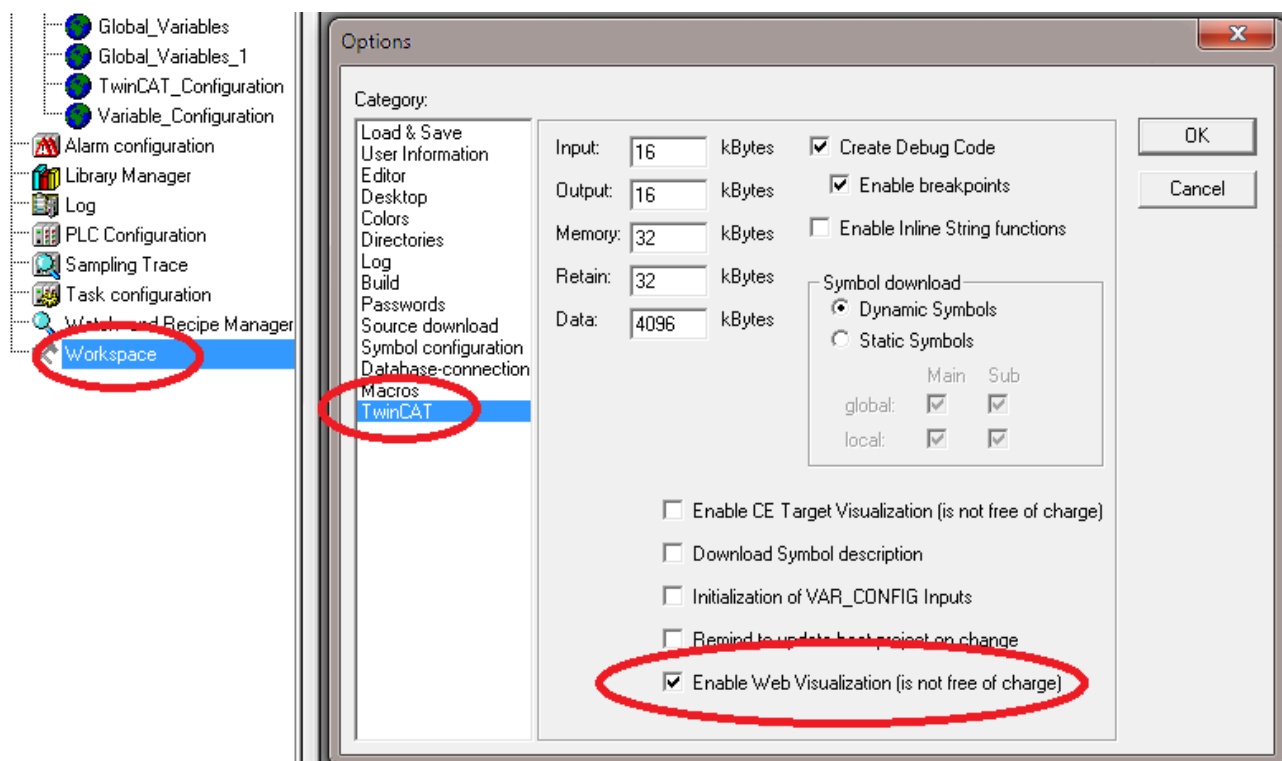 Global_Variables
Global_Variables_1
TwinCAT_Configuration
Variable_Configuration
Alarm configuration
Library Manager
Log
PLC Configuration
Sampling Trace
Task configuration
Watch- and Recipe Manager
Workspace
Options
Category:
Load & Save
User Information
Editor
Desktop
Colors
Directories
Log
Build
Passwords
Source download
Symbol configuration
Database-connection
Macros
TwinCAT
Input: 16 kBytes
Output: 16 kBytes
Memory: 32 kBytes
Retain: 32 kBytes
Data: 4096 kBytes
Create Debug Code
Enable breakpoints
Enable Inline String functions
Symbol download
Dynamic Symbols
Static Symbols
Main Sub
global:
local:
Enable CE Target Visualization (is not free of charge)
Download Symbol description
Initialization of VAR_CONFIG Inputs
Remind to update boot project on change
Enable Web Visualization (is not free of charge)
OK
Cancel